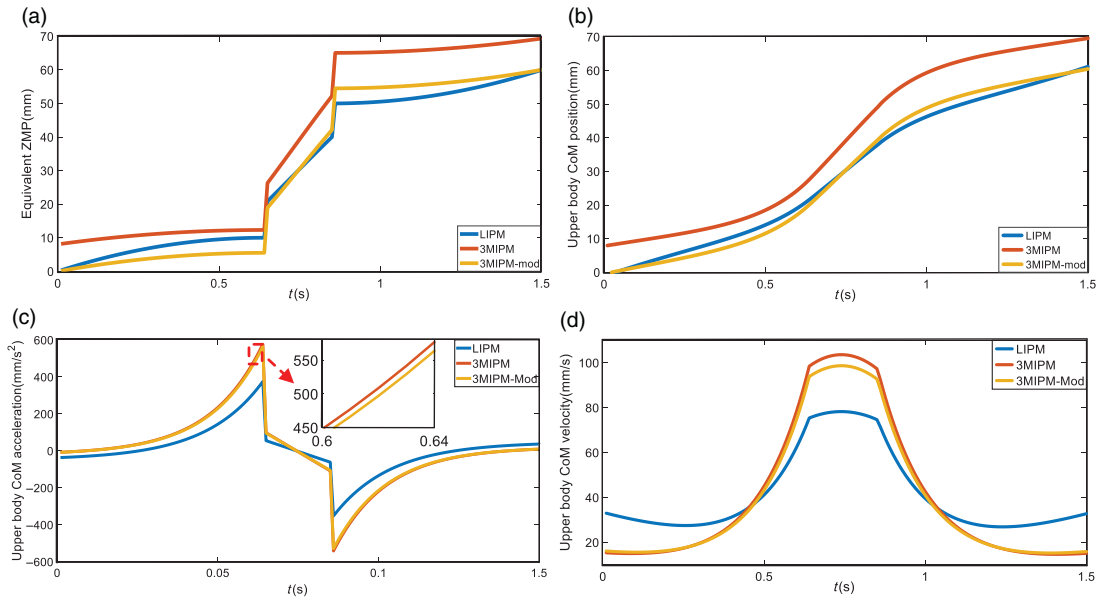 (a)
70
60
50
40
30
20
10
0
Equivalent ZMP(mm)
LIPM
3MIPM
3MIPM-mod
0
0.5
1
1.5
t(s)
(b)
70
60
50
40
30
20
10
0
Upper body CoM position(mm)
LIPM
3MIPM
3MIPM-mod
0
0.5
1
1.5
t(s)
(c)
600
400
200
0
−200
−400
−600
Upper body CoM acceleration(mm/s2)
550
500
450
0.6
0.64
LIPM
3MIPM
3MIPM-Mod
0
0.05
0.1
1.5
t(s)
(d)
100
80
60
40
20
0
Upper body CoM velocity(mm/s)
LIPM
3MIPM
3MIPM-Mod
0
0.5
1
1.5
t(s)